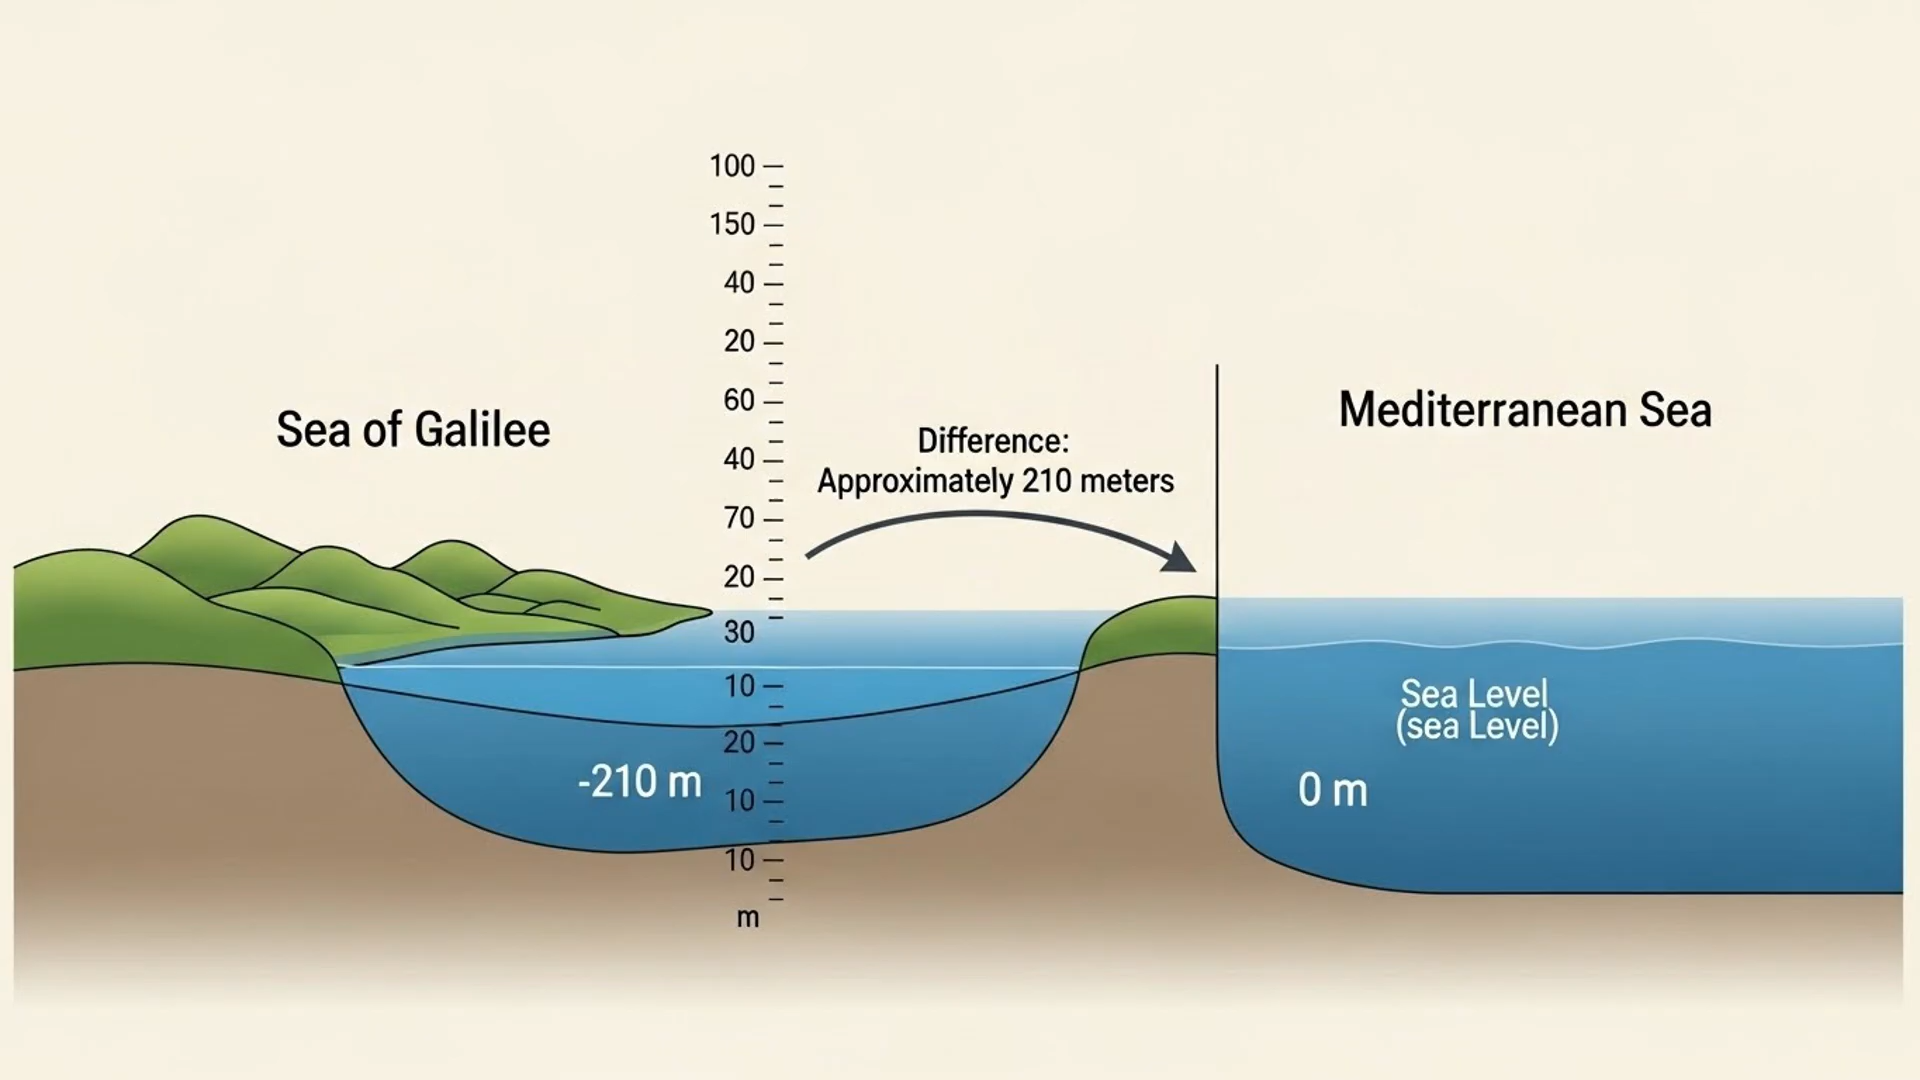 100
150
40
20
60
40
70
20
30
10
20
10
10
m
Sea of Galilee
Difference:
Approximately 210 meters
Mediterranean Sea
-210 m
Sea Level
(sea Level)
0 m